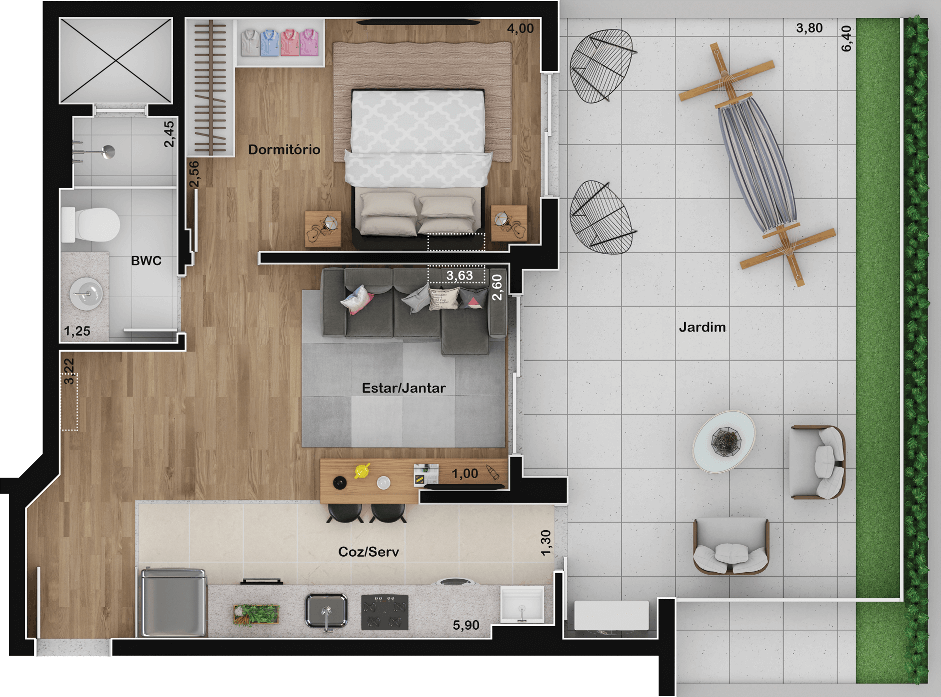 4,00
3,80
6,40
2,45
Dormitório
2,56
BWC
3,63
2,60
1,25
Jardim
3,22
Estar/Jantar
1,00
1,30
Coz/Serv
5,90